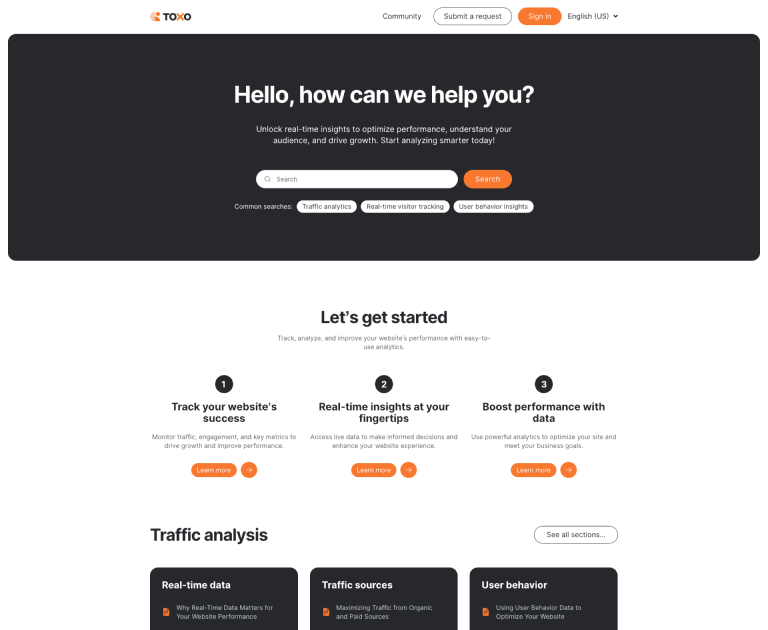 TOXO
Community
Submit a request
Sign in
English (US)
Hello, how can we help you?
Unlock real-time insights to optimize performance, understand your
audience, and drive growth. Start analyzing smarter today!
Search
Search
Common searches:
Traffic analytics
Real-time visitor tracking
User behavior insights
Let's get started
Track, analyze, and improve your website's performance with easy-to-
use analytics.
1
Track your website's
success
Monitor traffic, engagement, and key metrics to
drive growth and improve performance.
Learn more
2
Real-time insights at your
fingertips
Access live data to make informed decisions and
enhance your website experience.
Learn more
3
Boost performance with
data
Use powerful analytics to optimize your site and
meet your business goals.
Learn more
Traffic analysis
See all sections...
Real-time data
Why Real-Time Data Matters for
Your Website Performance
Traffic sources
Maximizing Traffic from Organic
and Paid Sources
User behavior
Using User Behavior Data to
Optimize Your Website